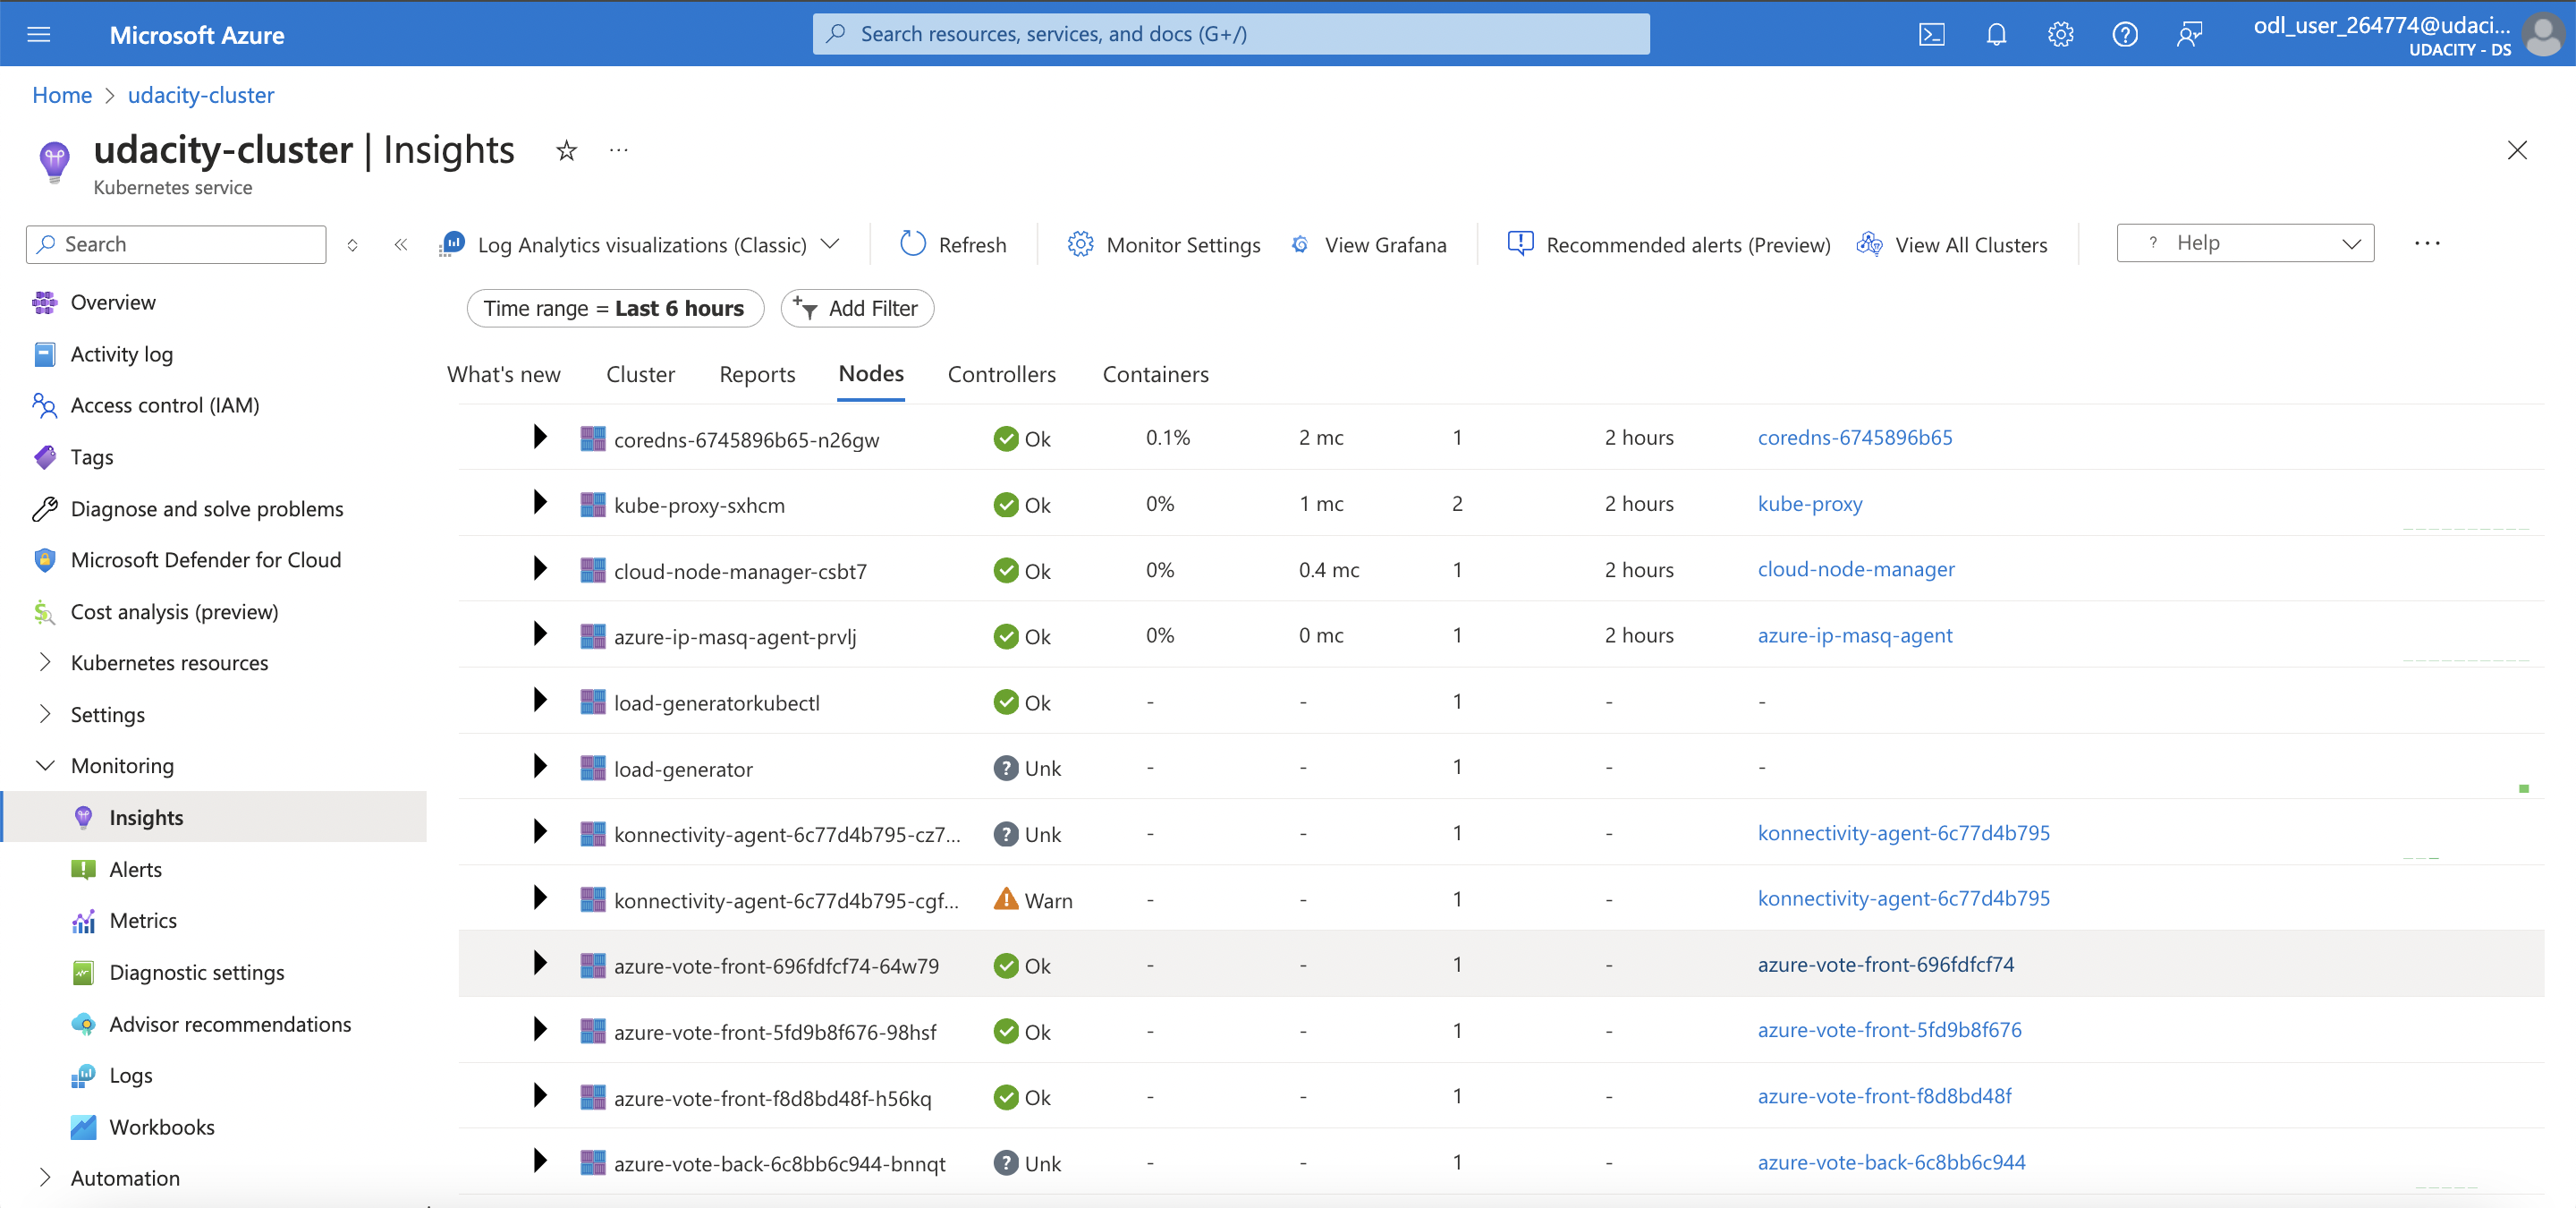 Microsoft Azure
Search resources, services, and docs (G+/)
odl_user_264774@udaci...
UDACITY - DS
Home > udacity-cluster
udacity-cluster | Insights
Kubernetes service
Search
Log Analytics visualizations (Classic)
Refresh
Monitor Settings
View Grafana
Recommended alerts (Preview)
View All Clusters
? Help
Time range = Last 6 hours
Add Filter
Overview
Activity log
Access control (IAM)
Tags
Diagnose and solve problems
Microsoft Defender for Cloud
Cost analysis (preview)
Kubernetes resources
Settings
Monitoring
Insights
Alerts
Metrics
Diagnostic settings
Advisor recommendations
Logs
Workbooks
Automation
What's new Cluster Reports Nodes Controllers Containers
coredns-6745896b65-n26gw Ok 0.1% 2 mc 1 2 hours coredns-6745896b65
kube-proxy-sxhcm Ok 0% 1 mc 2 2 hours kube-proxy
cloud-node-manager-csbt7 Ok 0% 0.4 mc 1 2 hours cloud-node-manager
azure-ip-masq-agent-prvlj Ok 0% 0 mc 1 2 hours azure-ip-masq-agent
load-generatorkubectl Ok - - 1 - -
load-generator Unk - - 1 - -
konnectivity-agent-6c77d4b795-cz7... Unk - - 1 - konnectivity-agent-6c77d4b795
konnectivity-agent-6c77d4b795-cgf... Warn - - 1 - konnectivity-agent-6c77d4b795
azure-vote-front-696fdfcf74-64w79 Ok - - 1 - azure-vote-front-696fdfcf74
azure-vote-front-5fd9b8f676-98hsf Ok - - 1 - azure-vote-front-5fd9b8f676
azure-vote-front-f8d8bd48f-h56kq Ok - - 1 - azure-vote-front-f8d8bd48f
azure-vote-back-6c8bb6c944-bnnqt Unk - - 1 - azure-vote-back-6c8bb6c944